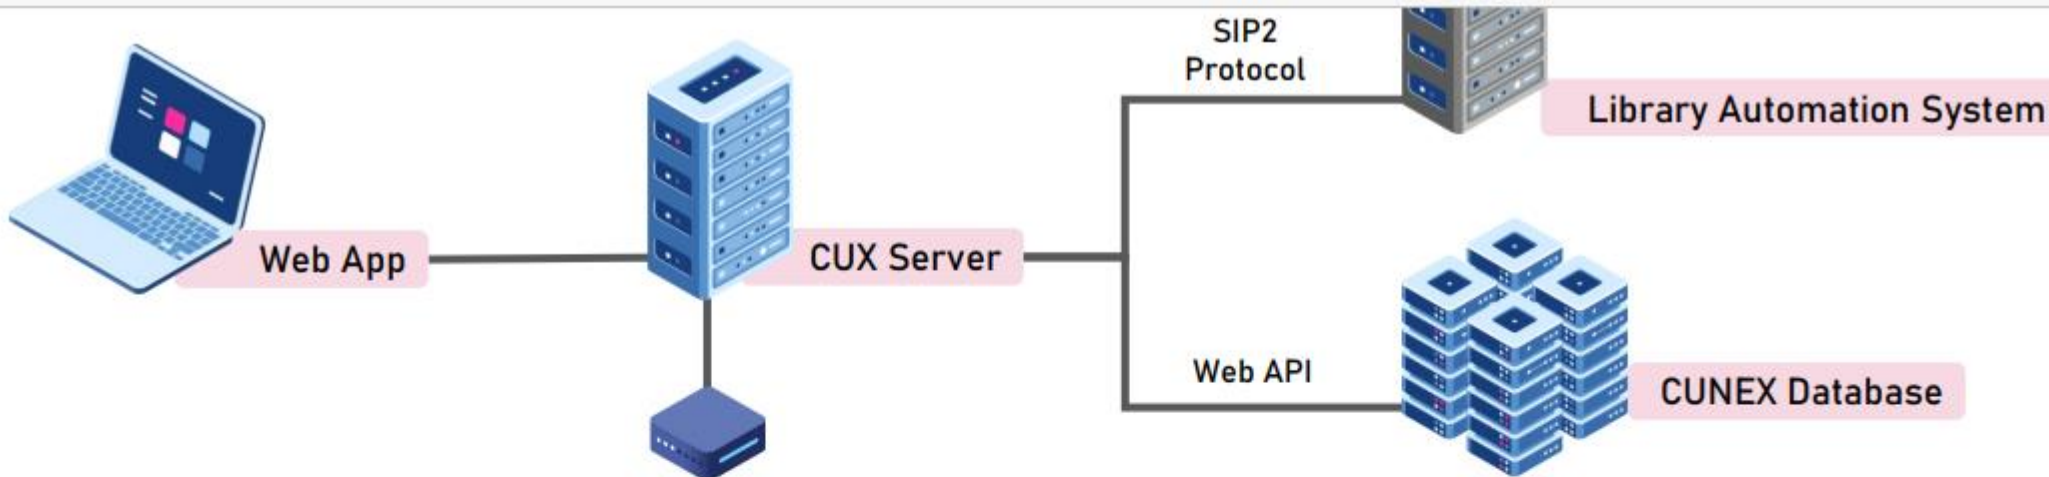 SIP2
Protocol
Library Automation System
Web App
CUX Server
Web API
CUNEX Database